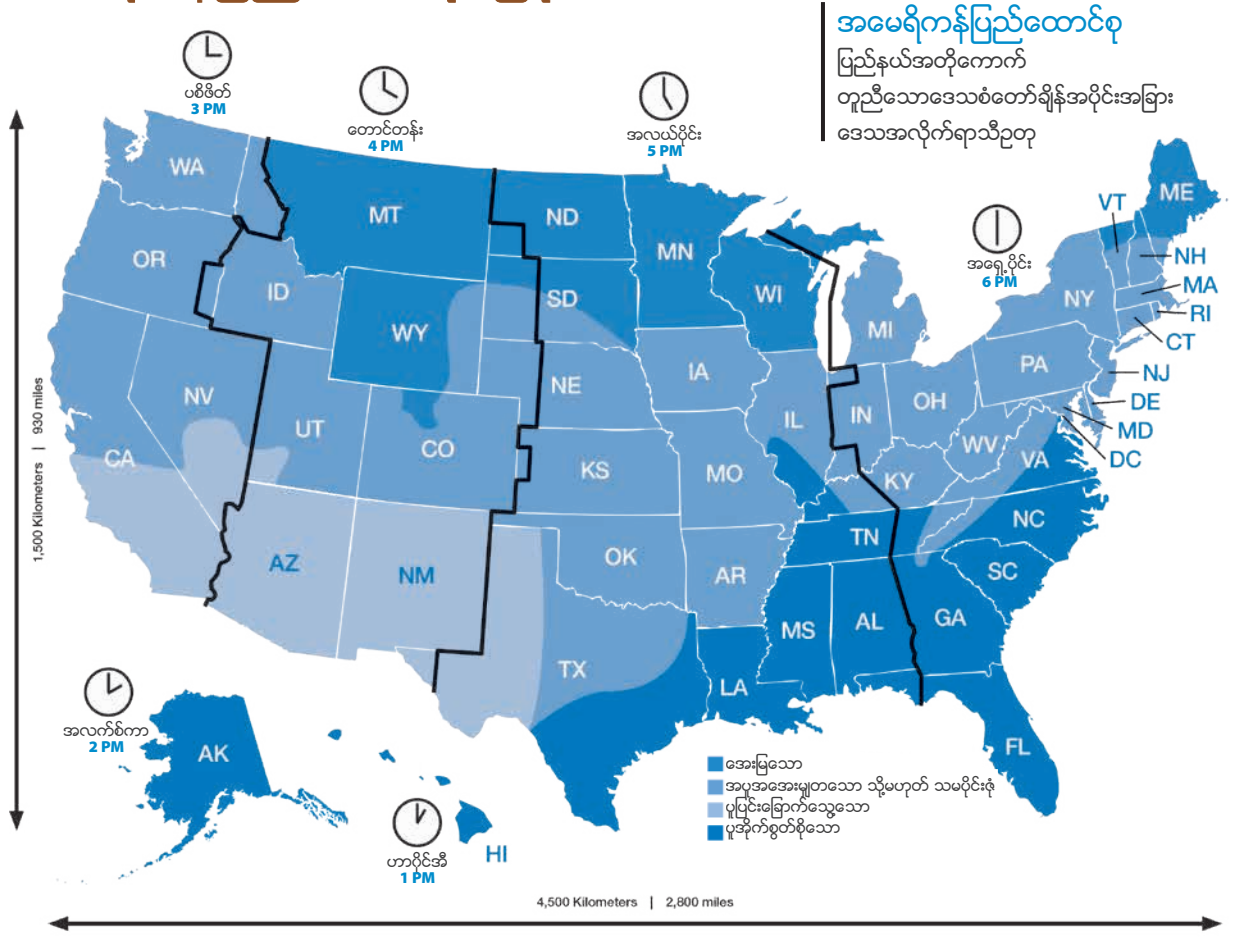 အမေရိကန်ပြည်ထောင်စု
ပြည်နယ်အတိုကောက်
တူညီသောဒေသစံတော်ချိန်အပိုင်းအခြား
ဒေသအလိုက်ရာသီဥတု
ပစိဖိတ်
3 PM
တောင်တန်း
4 PM
အလယ်ပိုင်း
5 PM
အရှေ့ပိုင်း
6 PM
WA
MT
ND
MN
VT
ME
OR
ID
SD
WI
NH
MA
NY
RI
WY
MI
CT
IA
PA
NJ
NV
NE
OH
DE
IL
IN
MD
UT
CO
WV
DC
CA
KS
MO
KY
VA
NC
TN
AZ
NM
OK
AR
SC
MS
AL
GA
TX
LA
FL
1,500 Kilometers | 930 miles
အလက်စ်ကာ
2 PM
AK
ဟာဝိုင်အီ
1 PM
HI
အေးမြသော
အပူအအေးမျှတသော သို့မဟုတ် သမပိုင်းဇုံ
ပူပြင်းခြောက်သွေ့သော
ပူအိုက်စွတ်စိုသော
4,500 Kilometers | 2,800 miles